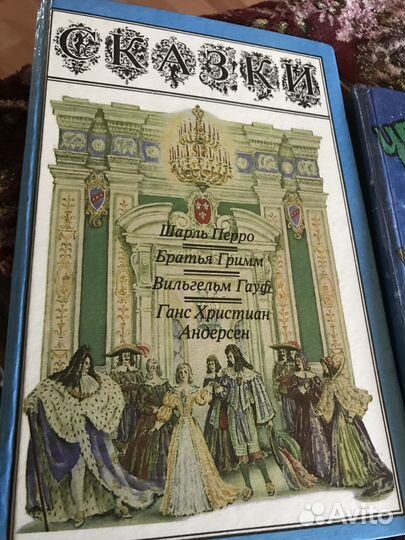 СКАЗКИ
Шарль Перро
Братья Гримм
Вильгельм Гауф
Ганс Христиан
Андерсен
Avito